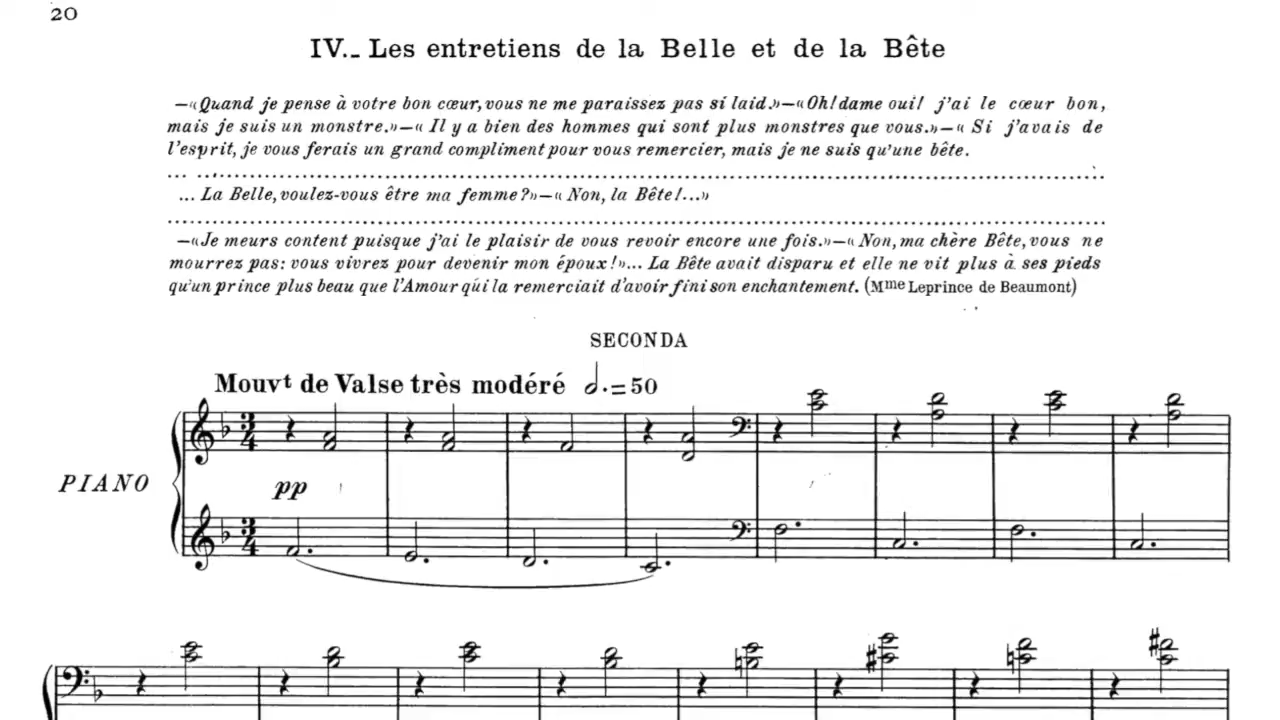 20
IV._ Les entretiens de la Belle et de la Bête
—«Quand je pense à votre bon cœur, vous ne me paraissez pas si laid.»—«Oh! dame oui! j'ai le cœur bon,
mais je suis un monstre.»—« Il y a bien des hommes qui sont plus monstres que vous.»—« Si j'avais de
l'esprit, je vous ferais un grand compliment pour vous remercier, mais je ne suis qu'une bête.
... La Belle, voulez-vous être ma femme?»—« Non, la Bête!...»
—«Je meurs content puisque j'ai le plaisir de vous revoir encore une fois.»—« Non, ma chère Bête, vous ne
mourrez pas: vous vivrez pour devenir mon époux!»... La Bête avait disparu et elle ne vit plus à ses pieds
qu'un prince plus beau que l'Amour qui la remerciait d'avoir fini son enchantement. (Mme Leprince de Beaumont)
SECONDA
Mouvt de Valse très modéré 𝅗𝅥. = 50
PIANO
pp